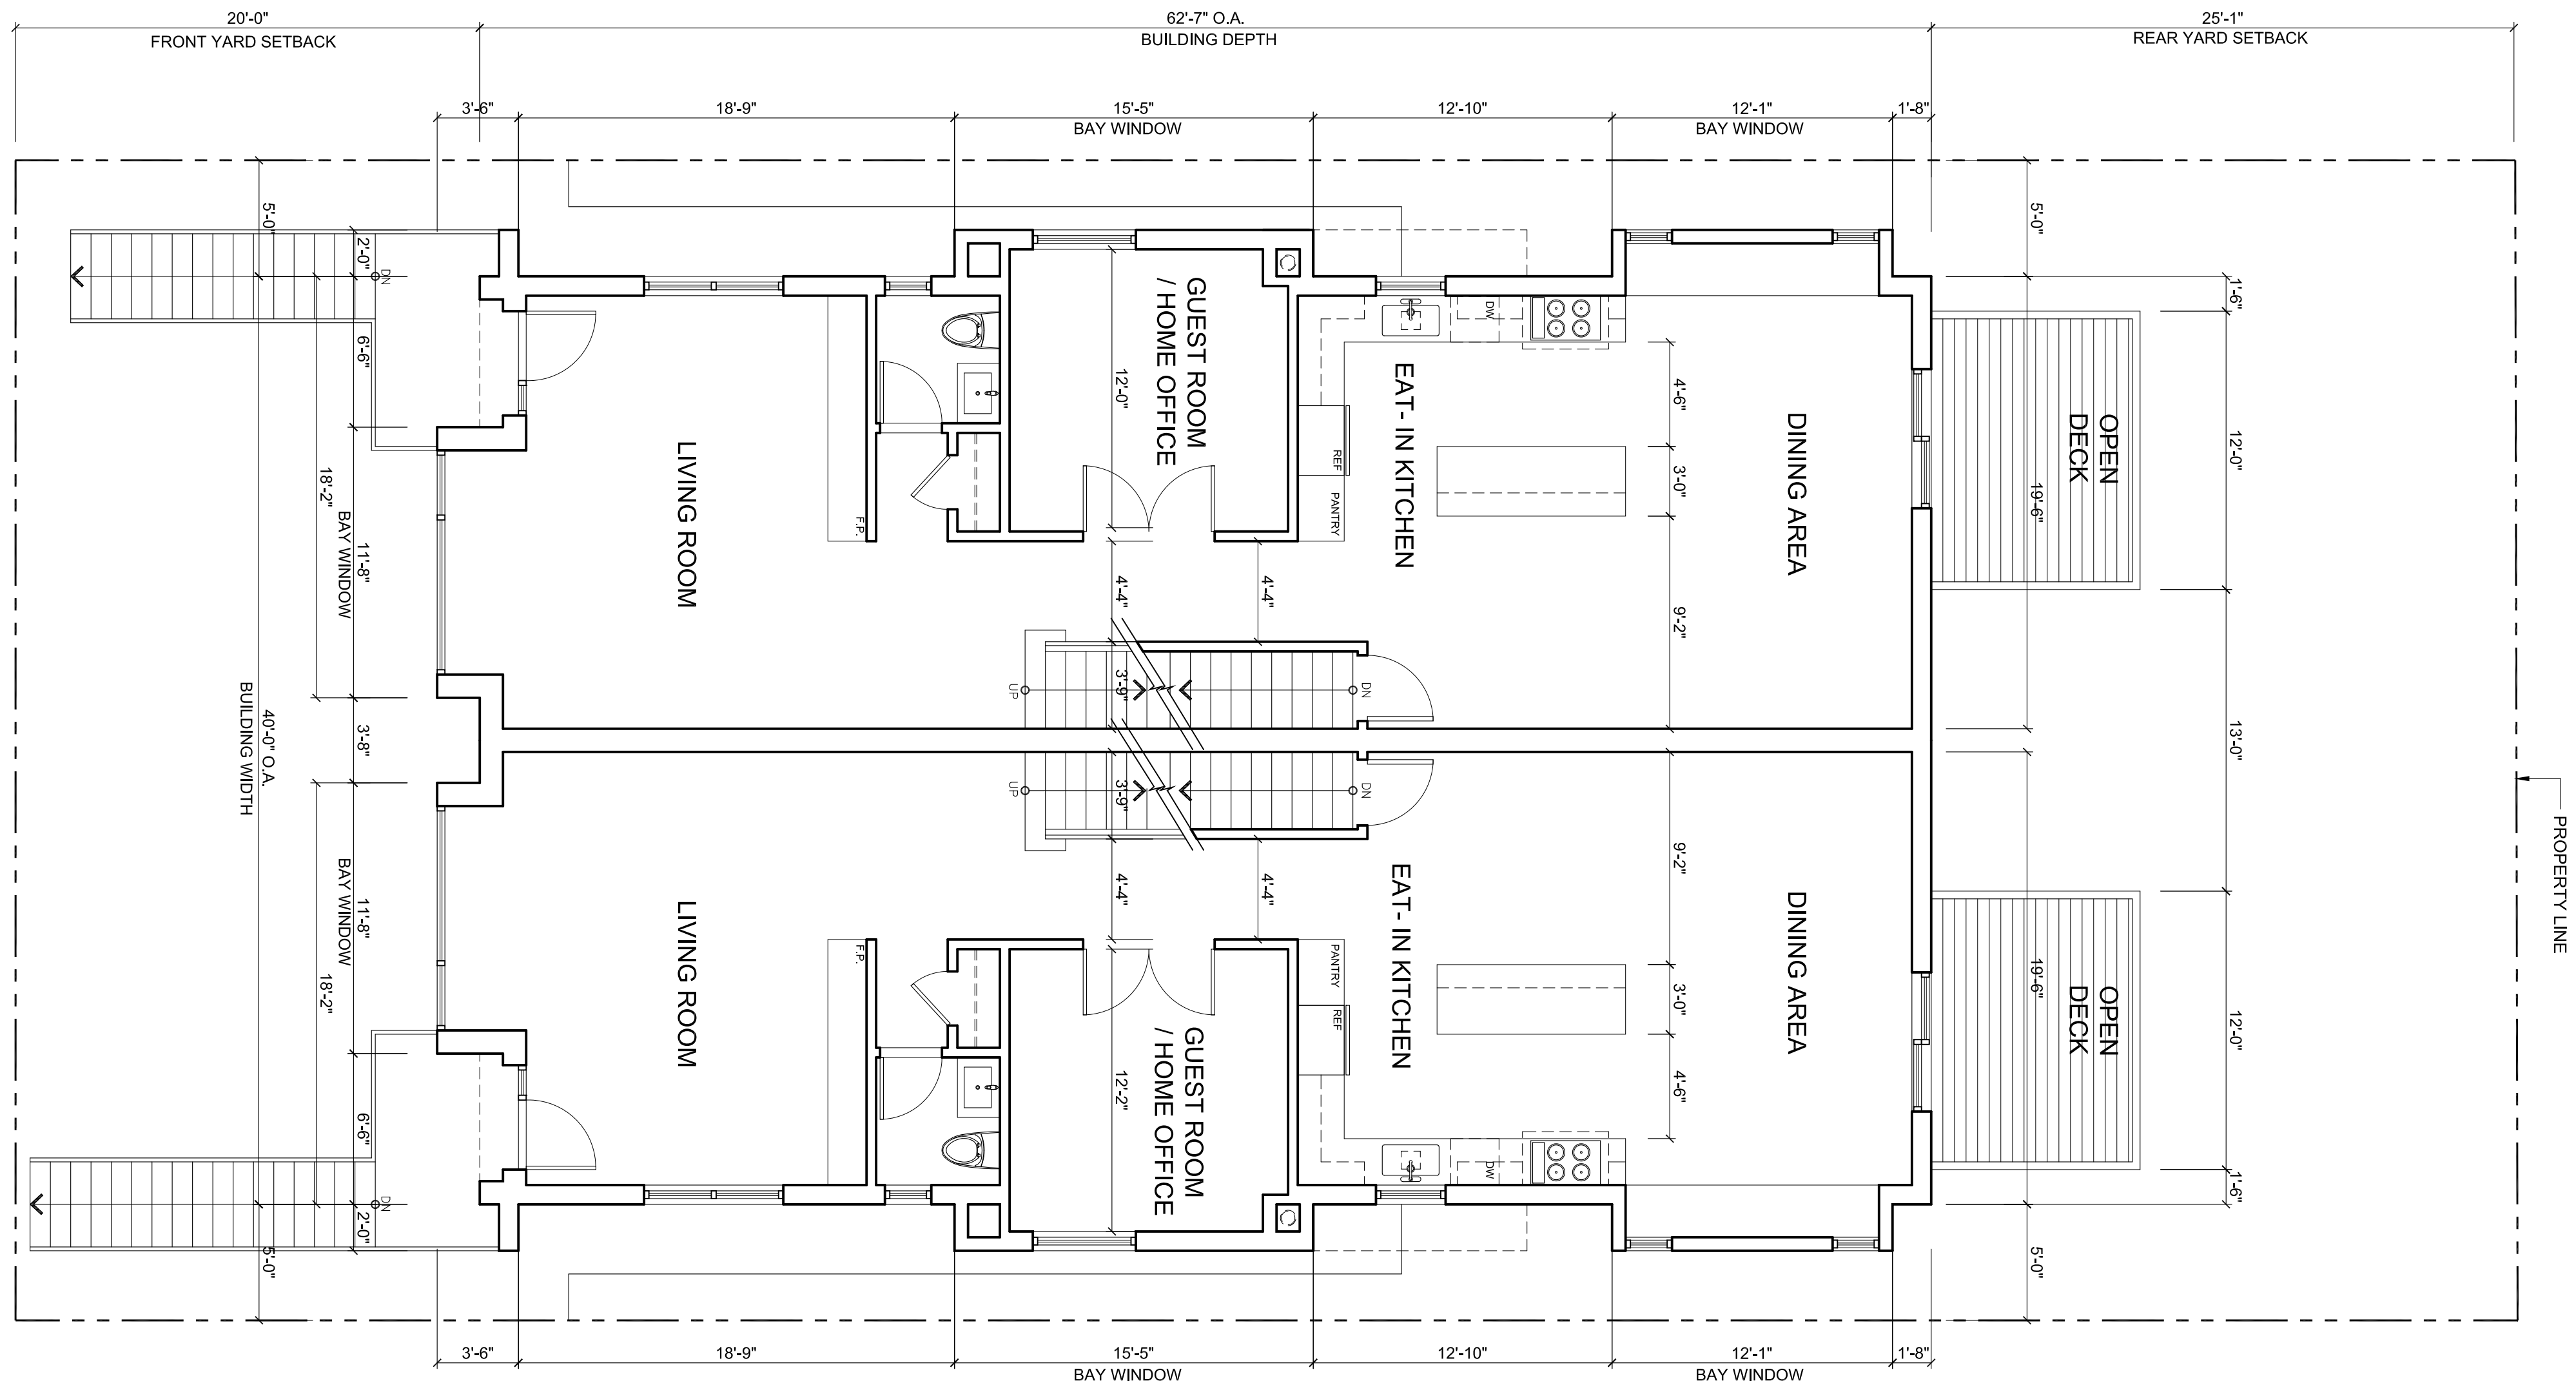 20'-0"
FRONT YARD SETBACK
62'-7" O.A.
BUILDING DEPTH
25'-1"
REAR YARD SETBACK
3'-6"
18'-9"
15'-5"
BAY WINDOW
12'-10"
12'-1"
BAY WINDOW
1'-8"
5'-0"
2'-0"
DN
6'-6"
18'-2"
BAY WINDOW
11'-8"
3'-8"
40'-0" O.A.
BUILDING WIDTH
BAY WINDOW
11'-8"
18'-2"
6'-6"
DN
2'-0"
5'-0"
LIVING ROOM
F.P.
GUEST ROOM
/ HOME OFFICE
12'-0"
4'-4"
4'-4"
3'-9"
UP
DN
EAT- IN KITCHEN
DW
REF
PANTRY
4'-6"
3'-0"
9'-2"
DINING AREA
OPEN
DECK
5'-0"
19'-6"
1'-6"
12'-0"
13'-0"
PROPERTY LINE
LIVING ROOM
F.P.
3'-9"
UP
DN
4'-4"
4'-4"
GUEST ROOM
/ HOME OFFICE
12'-2"
EAT- IN KITCHEN
PANTRY
REF
DW
9'-2"
3'-0"
4'-6"
DINING AREA
OPEN
DECK
19'-6"
12'-0"
1'-6"
5'-0"
3'-6"
18'-9"
15'-5"
BAY WINDOW
12'-10"
12'-1"
BAY WINDOW
1'-8"